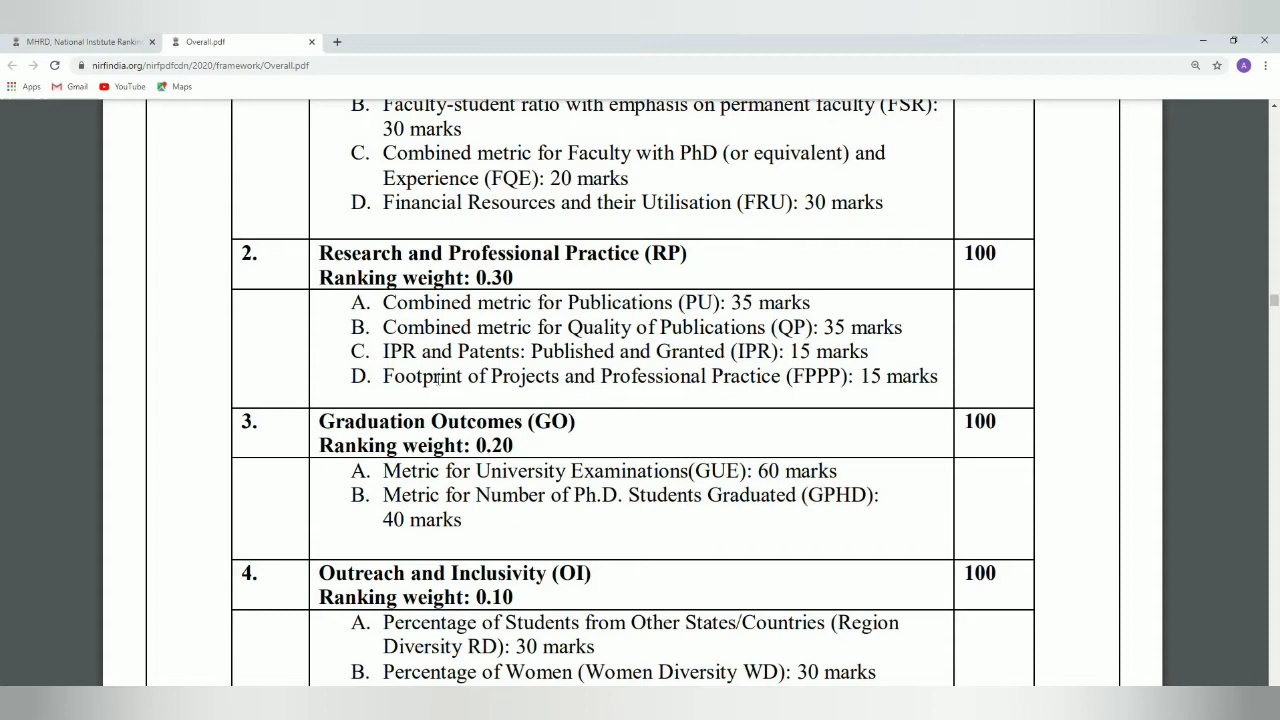 MHRD, National Institute Rankin
Overall.pdf
nirfindia.org/nirfpdfcdn/2020/framework/Overall.pdf
A
Apps
Gmail
YouTube
Maps
B. Faculty-student ratio with emphasis on permanent faculty (FSR):
30 marks
C. Combined metric for Faculty with PhD (or equivalent) and
Experience (FQE): 20 marks
D. Financial Resources and their Utilisation (FRU): 30 marks
2. Research and Professional Practice (RP) 100
Ranking weight: 0.30
A. Combined metric for Publications (PU): 35 marks
B. Combined metric for Quality of Publications (QP): 35 marks
C. IPR and Patents: Published and Granted (IPR): 15 marks
D. Footprint of Projects and Professional Practice (FPPP): 15 marks
3. Graduation Outcomes (GO) 100
Ranking weight: 0.20
A. Metric for University Examinations(GUE): 60 marks
B. Metric for Number of Ph.D. Students Graduated (GPHD):
40 marks
4. Outreach and Inclusivity (OI) 100
Ranking weight: 0.10
A. Percentage of Students from Other States/Countries (Region
Diversity RD): 30 marks
B. Percentage of Women (Women Diversity WD): 30 marks